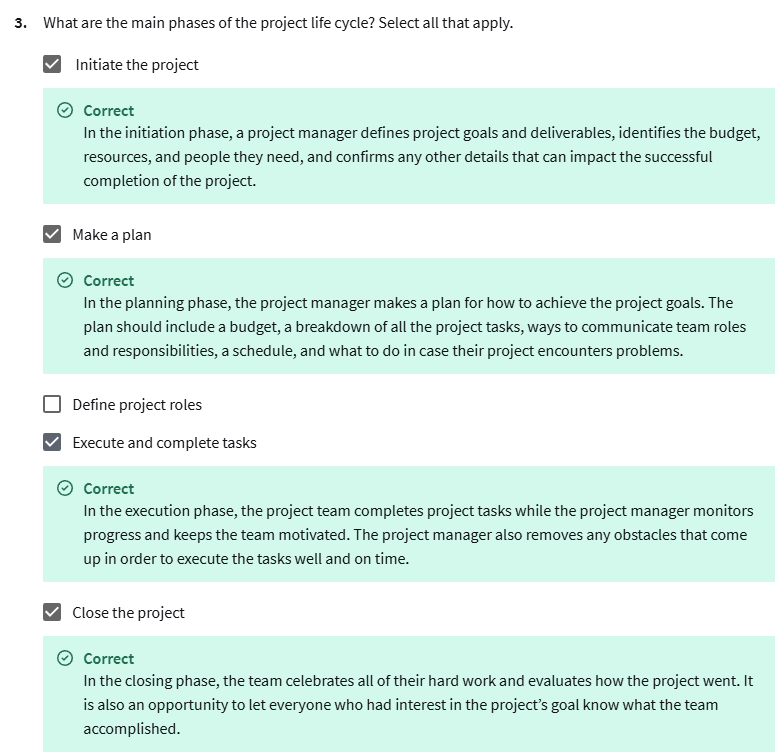 3. What are the main phases of the project life cycle? Select all that apply.
Initiate the project
Correct
In the initiation phase, a project manager defines project goals and deliverables, identifies the budget,
resources, and people they need, and confirms any other details that can impact the successful
completion of the project.
Make a plan
Correct
In the planning phase, the project manager makes a plan for how to achieve the project goals. The
plan should include a budget, a breakdown of all the project tasks, ways to communicate team roles
and responsibilities, a schedule, and what to do in case their project encounters problems.
Define project roles
Execute and complete tasks
Correct
In the execution phase, the project team completes project tasks while the project manager monitors
progress and keeps the team motivated. The project manager also removes any obstacles that come
up in order to execute the tasks well and on time.
Close the project
Correct
In the closing phase, the team celebrates all of their hard work and evaluates how the project went. It
is also an opportunity to let everyone who had interest in the project’s goal know what the team
accomplished.